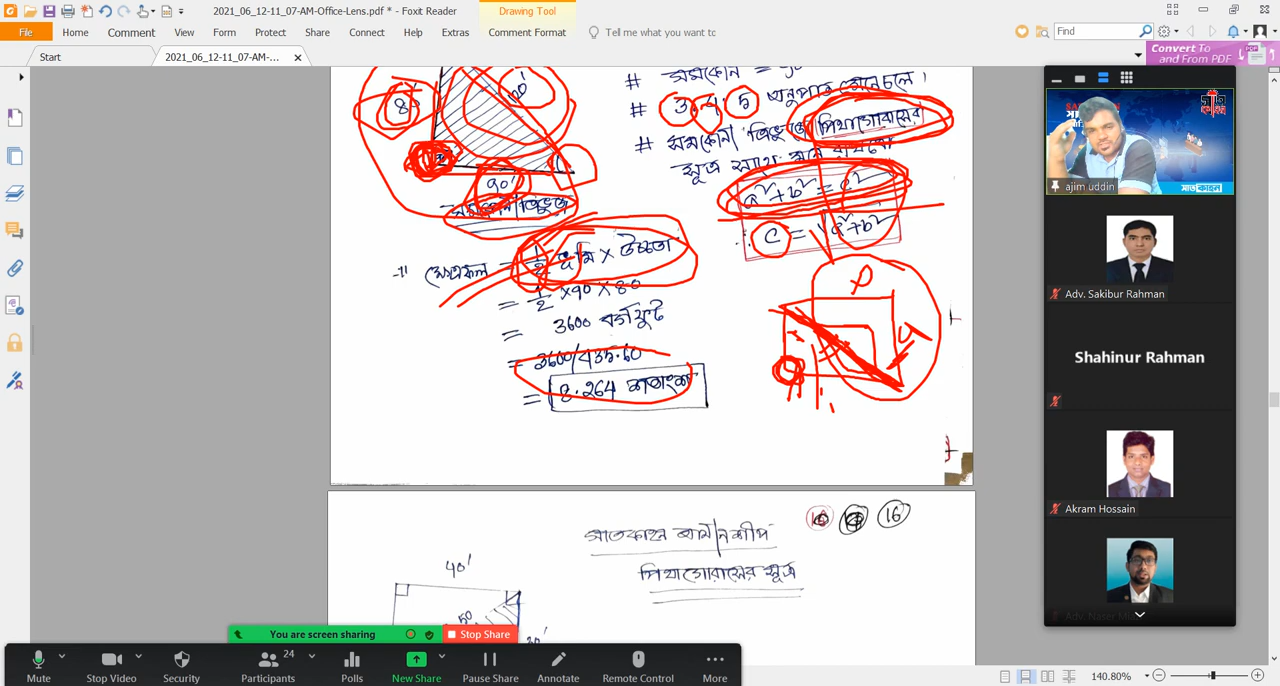 2021_06_12-11_07-AM-Office-Lens.pdf * - Foxit Reader
Drawing Tool
File Home Comment View Form Protect Share Connect Help Extras Comment Format Tell me what you want tc
Find
Start
2021_06_12-11_07-AM-...
Convert To
and From PDF
# সমকোন =
# 3 4 5 অনুপাত মেনে চলে।
# সমকোনী ত্রিভুজে পিথাগোরাসের
সূত্র
a²+b² = c²
∴ c = √a²+b²
90'
সমকোনী ত্রিভুজ
ক্ষেত্রফল = 1/2 ভূমি × উচ্চতা
= 1/2 ×90 × 80
= 3600 বর্গফুট
= 3600/435.60
= 8.264 শতাংশ
16
পিথাগোরাসের সূত্র
40'
50
30'
ajim uddin
সাতকাহন
Adv. Sakibur Rahman
Shahinur Rahman
Akram Hossain
You are screen sharing
Stop Share
Mute
Stop Video
Security
Participants 24
Polls
New Share
Pause Share
Annotate
Remote Control
More
140.80%